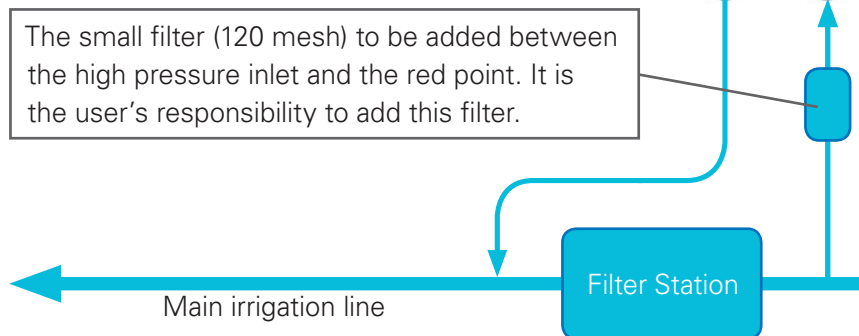 The small filter (120 mesh) to be added between
the high pressure inlet and the red point. It is
the user’s responsibility to add this filter.
Filter Station
Main irrigation line